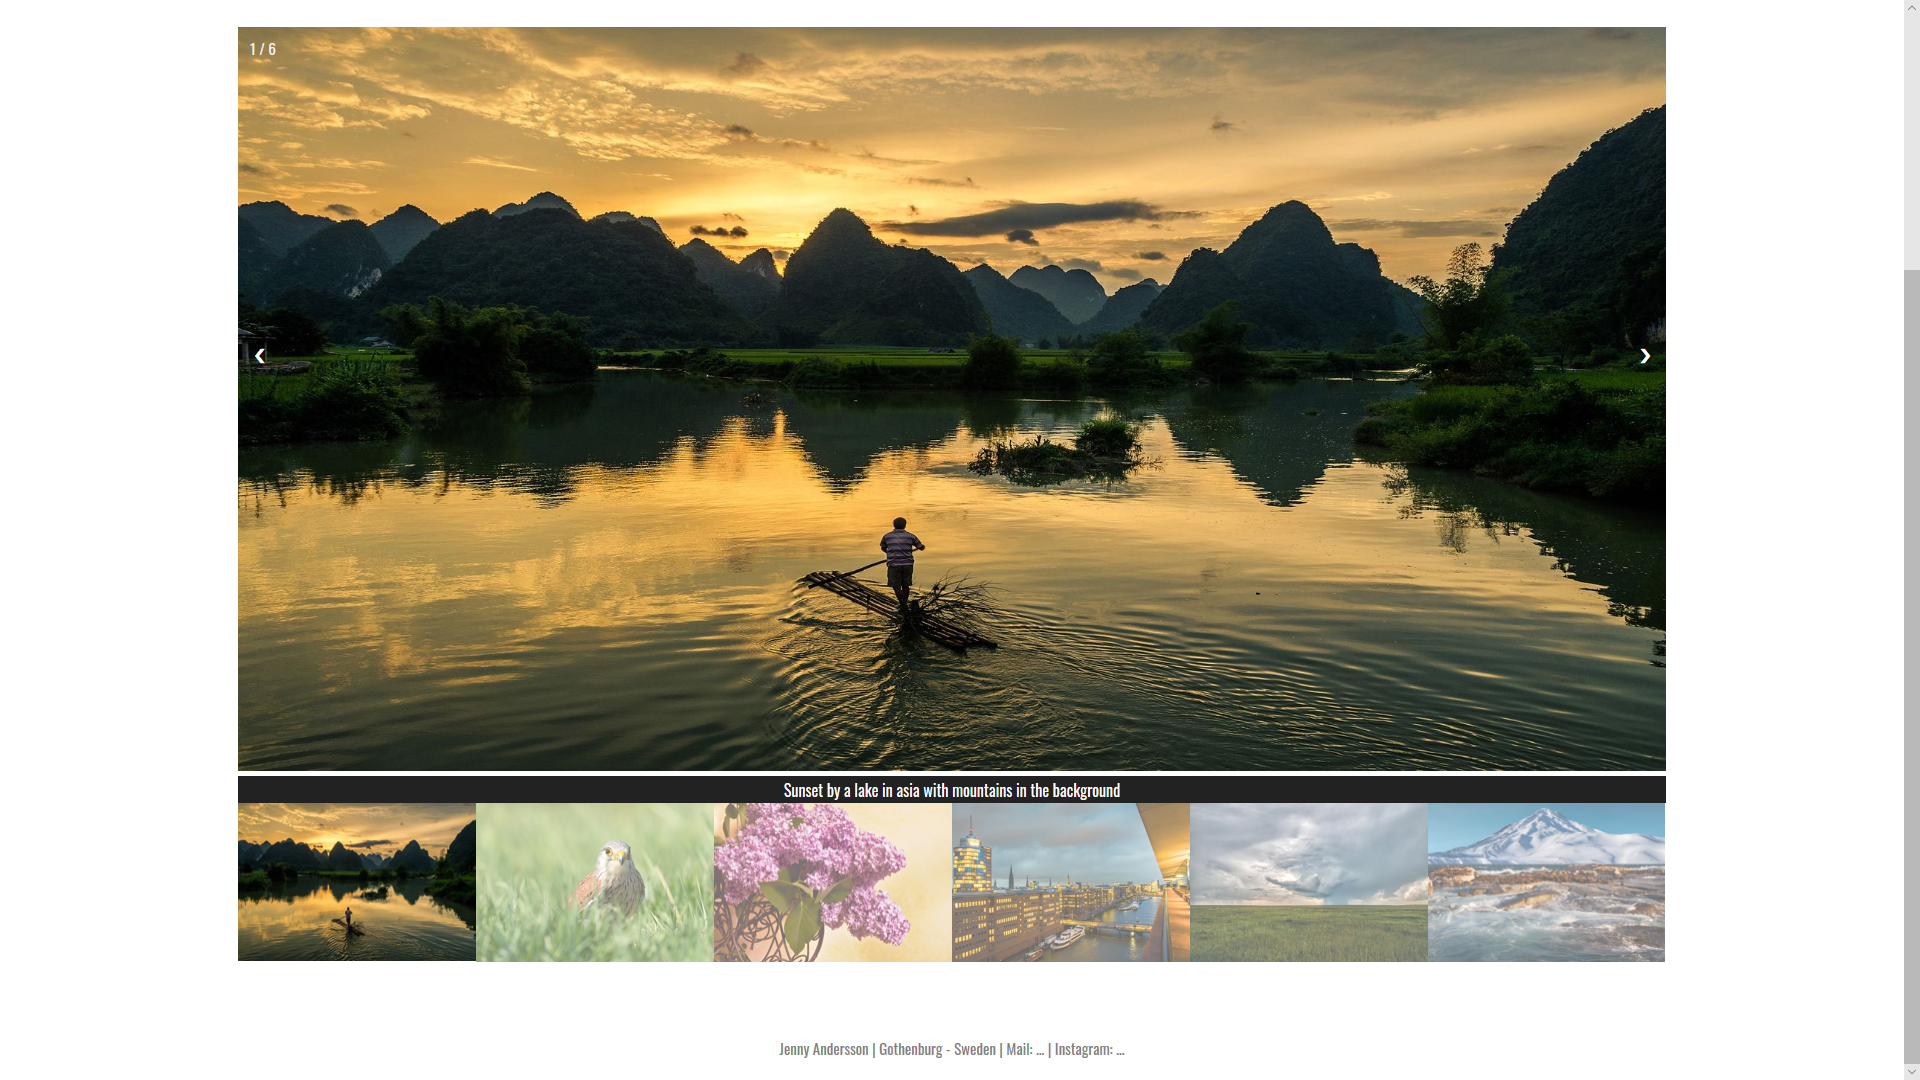 1 / 6
❮
❯
Sunset by a lake in asia with mountains in the background
Jenny Andersson | Gothenburg - Sweden | Mail: ... | Instagram: ...